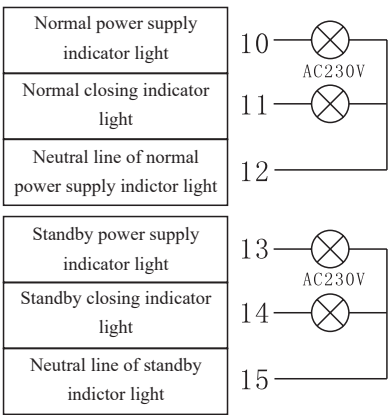 Normal power supply
indicator light
10
AC230V
Normal closing indicator
light
11
Neutral line of normal
power supply indictor light
12
Standby power supply
indicator light
13
AC230V
Standby closing indicator
light
14
Neutral line of standby
indictor light
15